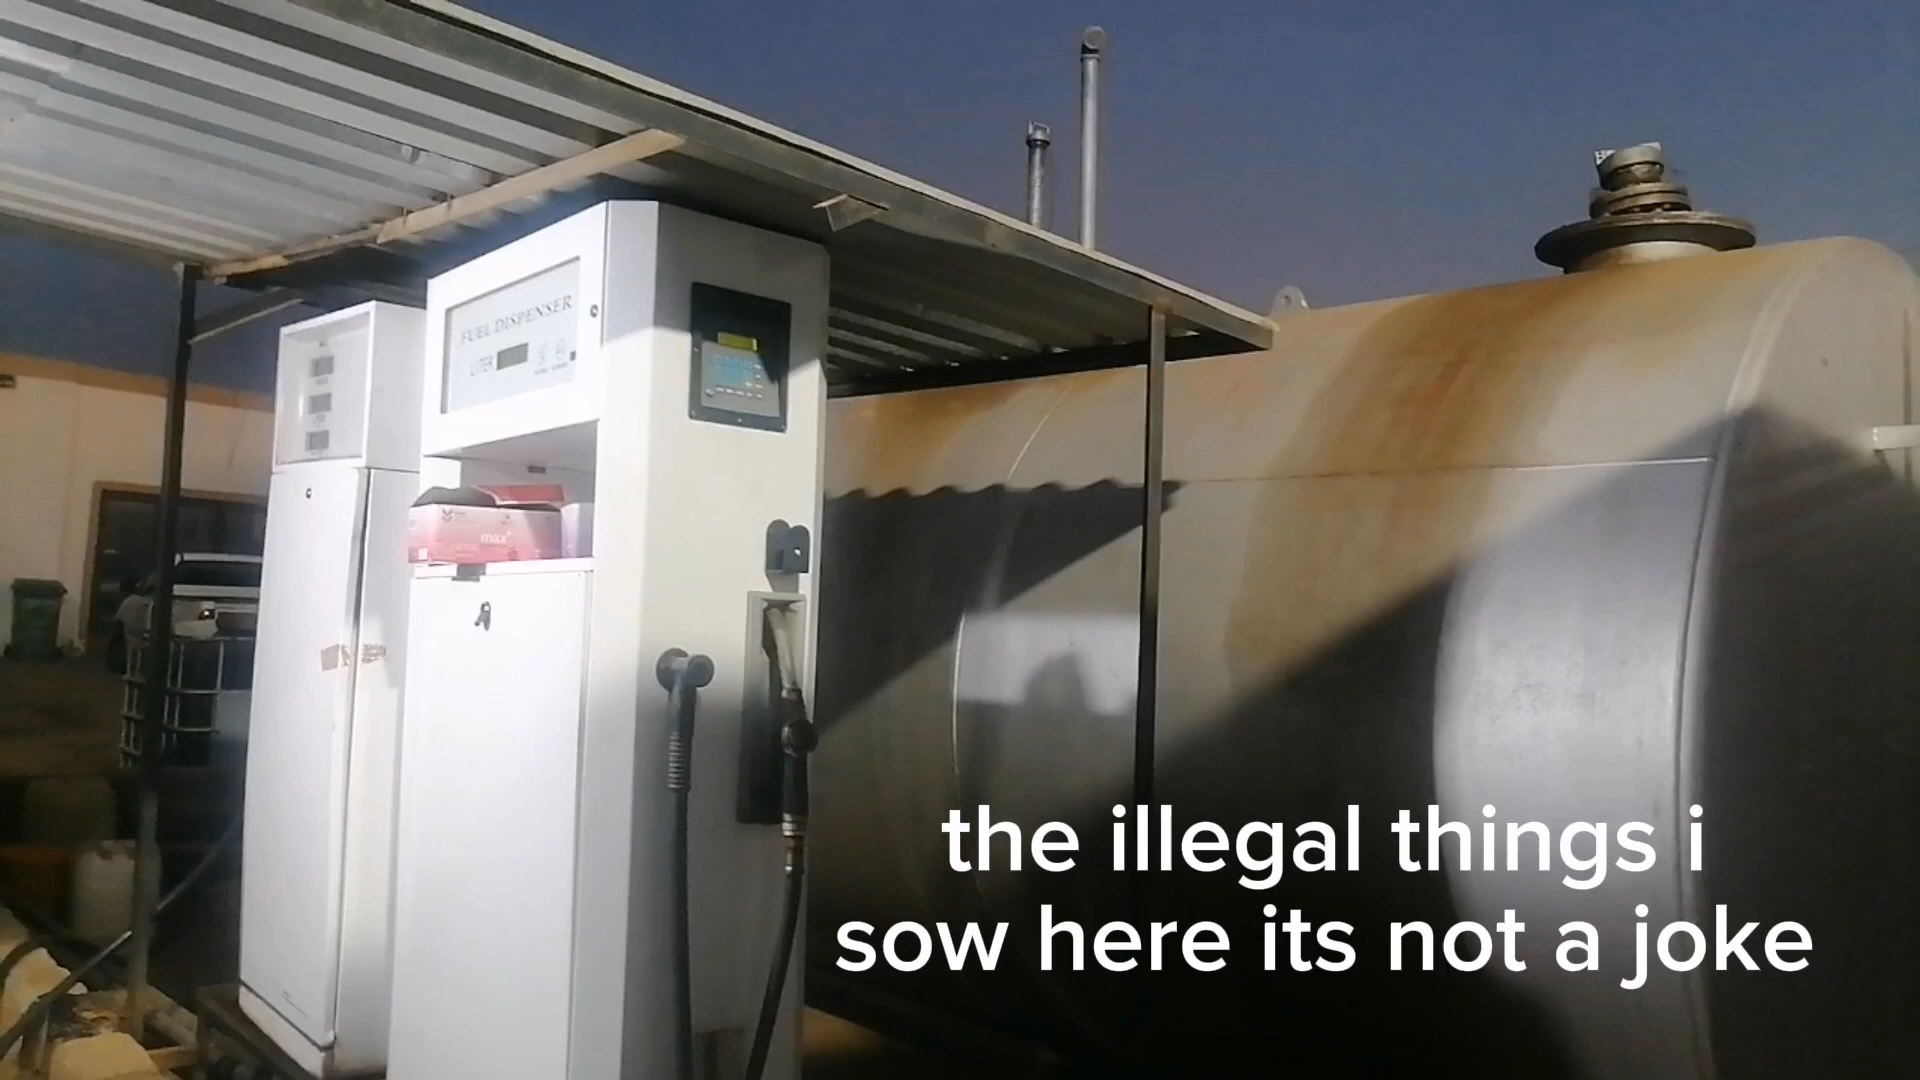 FUEL DISPENSER
LITER
max+
the illegal things i
sow here its not a joke